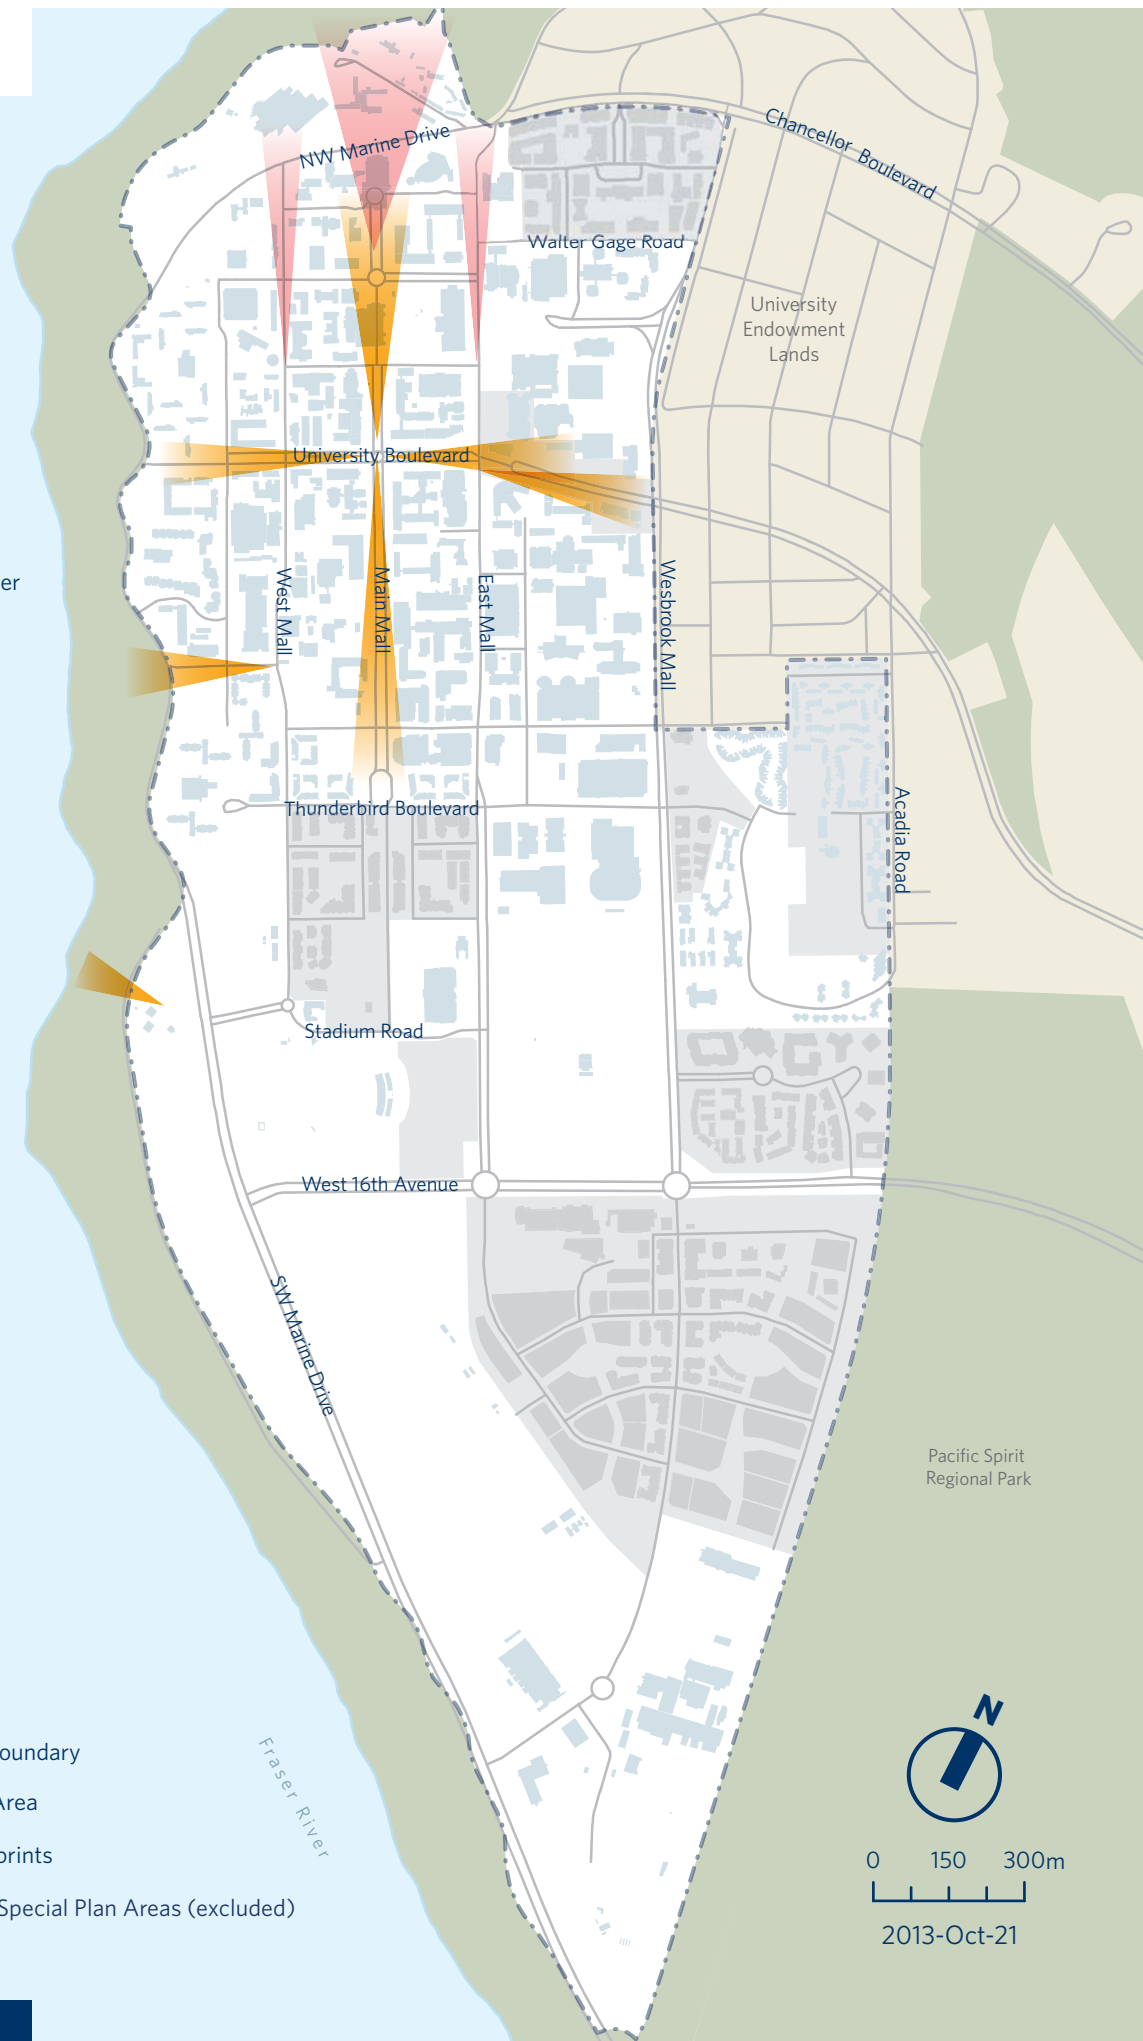 Chancellor Boulevard
NW Marine Drive
Walter Gage Road
University
Endowment
Lands
University Boulevard
er
West Mall
Main Mall
East Mall
Wesbrook Mall
Acadia Road
Thunderbird Boulevard
Stadium Road
West 16th Avenue
SW Marine Drive
Pacific Spirit
Regional Park
N
Fraser River
oundary
Area
prints
Special Plan Areas (excluded)
0 150 300m
2013-Oct-21